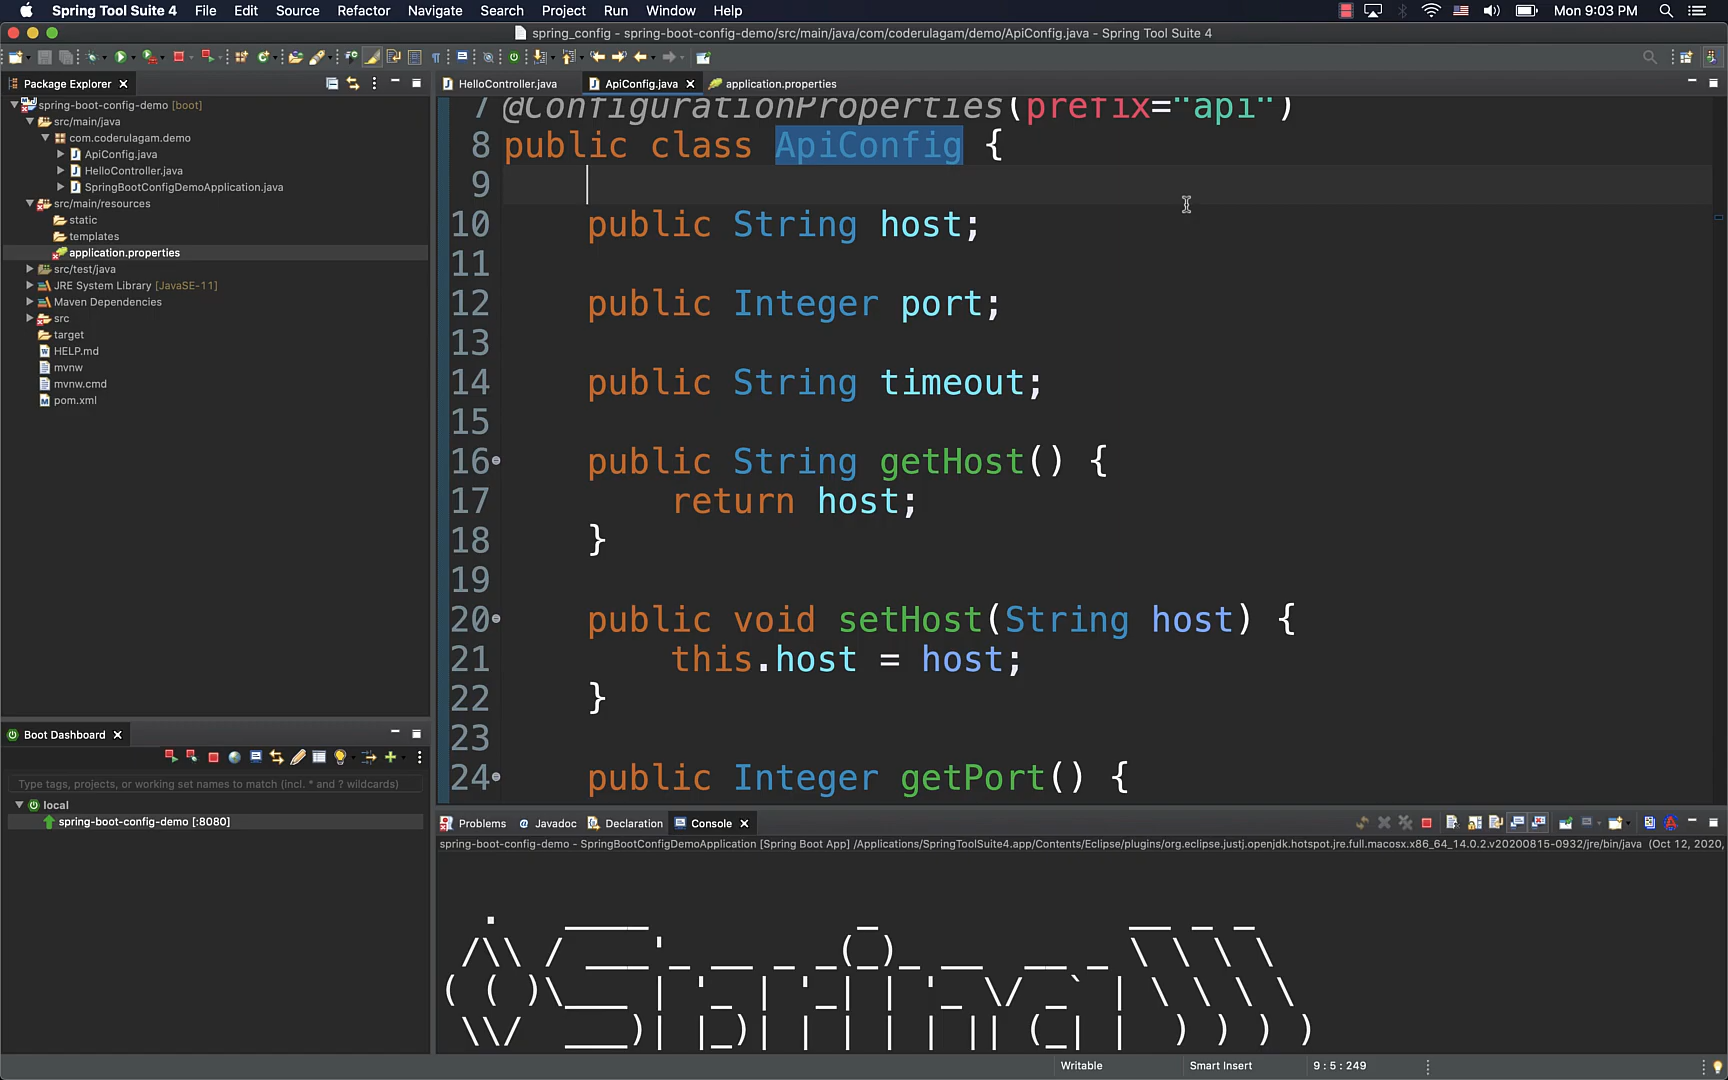 Spring Tool Suite 4 File Edit Source Refactor Navigate Search Project Run Window Help Mon 9:03 PM
spring_config - spring-boot-config-demo/src/main/java/com/coderulagam/demo/ApiConfig.java - Spring Tool Suite 4
Package Explorer
spring-boot-config-demo [boot]
src/main/java
com.coderulagam.demo
ApiConfig.java
HelloController.java
SpringBootConfigDemoApplication.java
src/main/resources
static
templates
application.properties
src/test/java
JRE System Library [JavaSE-11]
Maven Dependencies
src
target
HELP.md
mvnw
mvnw.cmd
pom.xml
HelloController.java ApiConfig.java application.properties
7 @ConfigurationProperties(prefix="api")
8 public class ApiConfig {
9
10 public String host;
11
12 public Integer port;
13
14 public String timeout;
15
16 public String getHost() {
17 return host;
18 }
19
20 public void setHost(String host) {
21 this.host = host;
22 }
23
24 public Integer getPort() {
Boot Dashboard
Type tags, projects, or working set names to match (incl. * and ? wildcards)
local
spring-boot-config-demo [:8080]
Problems @ Javadoc Declaration Console
spring-boot-config-demo - SpringBootConfigDemoApplication [Spring Boot App] /Applications/SpringToolSuite4.app/Contents/Eclipse/plugins/org.eclipse.justj.openjdk.hotspot.jre.full.macosx.x86_64_14.0.2.v20200815-0932/jre/bin/java (Oct 12, 2020,
  .   ____          _            __ _ _
 /\\ / ___'_ __ _ _(_)_ __  __ _ \ \ \ \
( ( )\___ | '_ | '_| | '_ \/ _` | \ \ \ \
 \\/  ___)| |_)| | | | | || (_| |  ) ) ) )
Writable Smart Insert 9 : 5 : 249